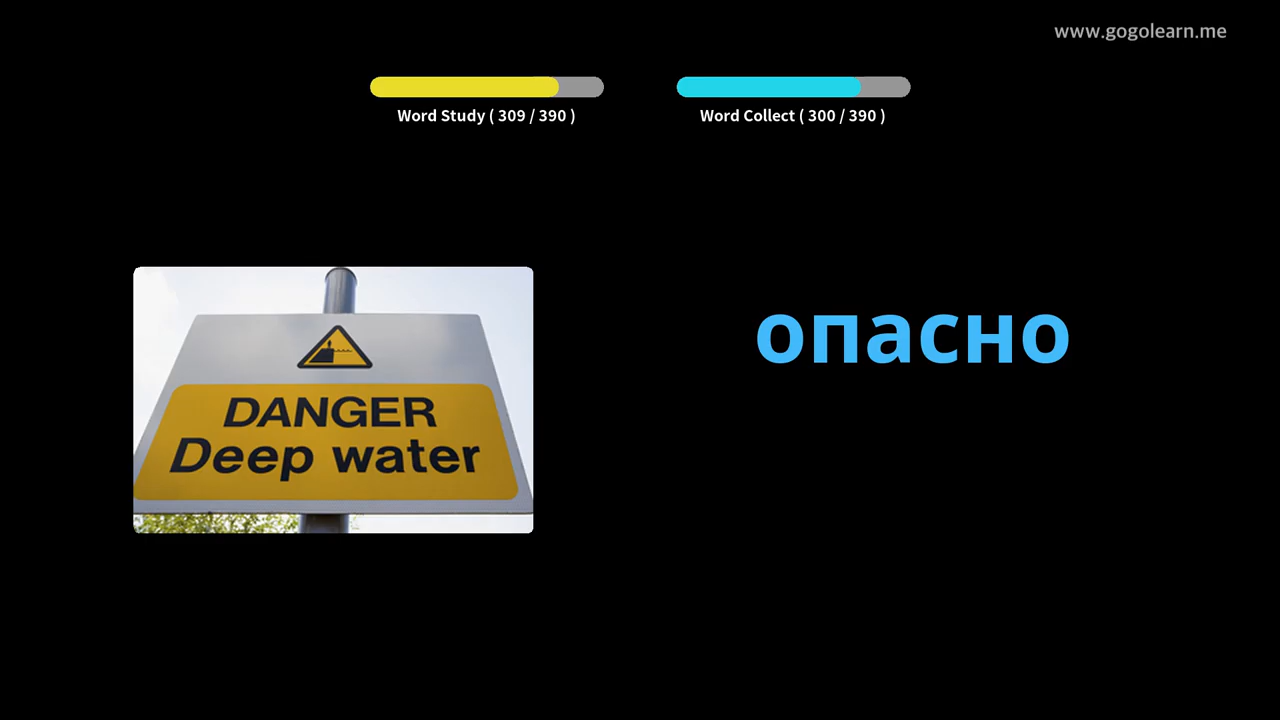 www.gogolearn.me
Word Study ( 309 / 390 )
Word Collect ( 300 / 390 )
опасно
DANGER
Deep water